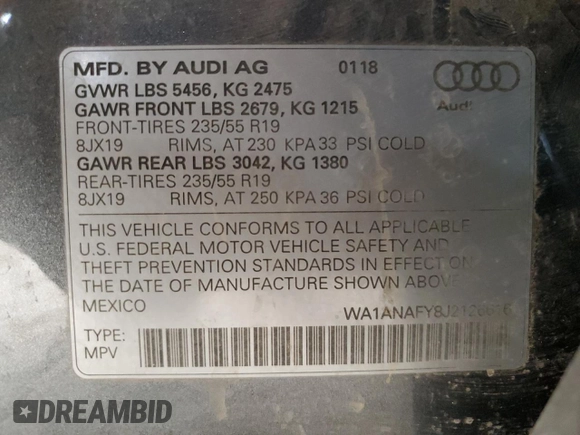 MFD. BY AUDI AG 0118
GVWR LBS 5456, KG 2475
GAWR FRONT LBS 2679, KG 1215
FRONT-TIRES 235/55 R19
8JX19 RIMS, AT 230 KPA 33 PSI COLD
GAWR REAR LBS 3042, KG 1380
REAR-TIRES 235/55 R19
8JX19 RIMS, AT 250 KPA 36 PSI COLD
Audi
THIS VEHICLE CONFORMS TO ALL APPLICABLE
U.S. FEDERAL MOTOR VEHICLE SAFETY AND
THEFT PREVENTION STANDARDS IN EFFECT ON
THE DATE OF MANUFACTURE SHOWN ABOVE
MEXICO
TYPE:
MPV
DREAMBID